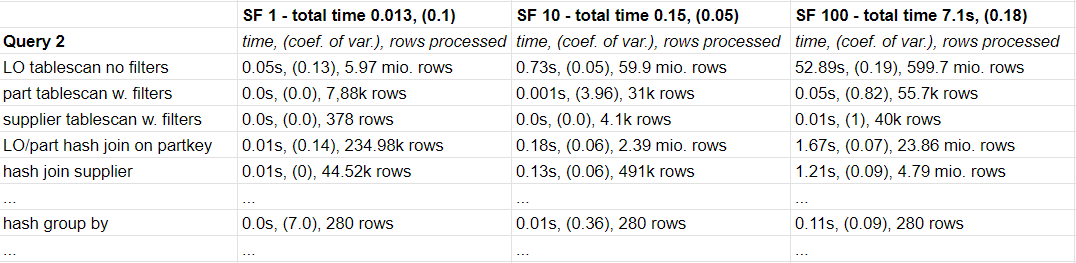 SF 1 - total time 0.013, (0.1) SF 10 - total time 0.15, (0.05) SF 100 - total time 7.1s, (0.18)
Query 2 time, (coef. of var.), rows processed time, (coef. of var.), rows processed time, (coef. of var.), rows processed
LO tablescan no filters 0.05s, (0.13), 5.97 mio. rows 0.73s, (0.05), 59.9 mio. rows 52.89s, (0.19), 599.7 mio. rows
part tablescan w. filters 0.0s, (0.0), 7,88k rows 0.001s, (3.96), 31k rows 0.05s, (0.82), 55.7k rows
supplier tablescan w. filters 0.0s, (0.0), 378 rows 0.0s, (0.0), 4.1k rows 0.01s, (1), 40k rows
LO/part hash join on partkey 0.01s, (0.14), 234.98k rows 0.18s, (0.06), 2.39 mio. rows 1.67s, (0.07), 23.86 mio. rows
hash join supplier 0.01s, (0), 44.52k rows 0.13s, (0.06), 491k rows 1.21s, (0.09), 4.79 mio. rows
... ... ... ...
hash group by 0.0s, (7.0), 280 rows 0.01s, (0.36), 280 rows 0.11s, (0.09), 280 rows
... ... ... ...